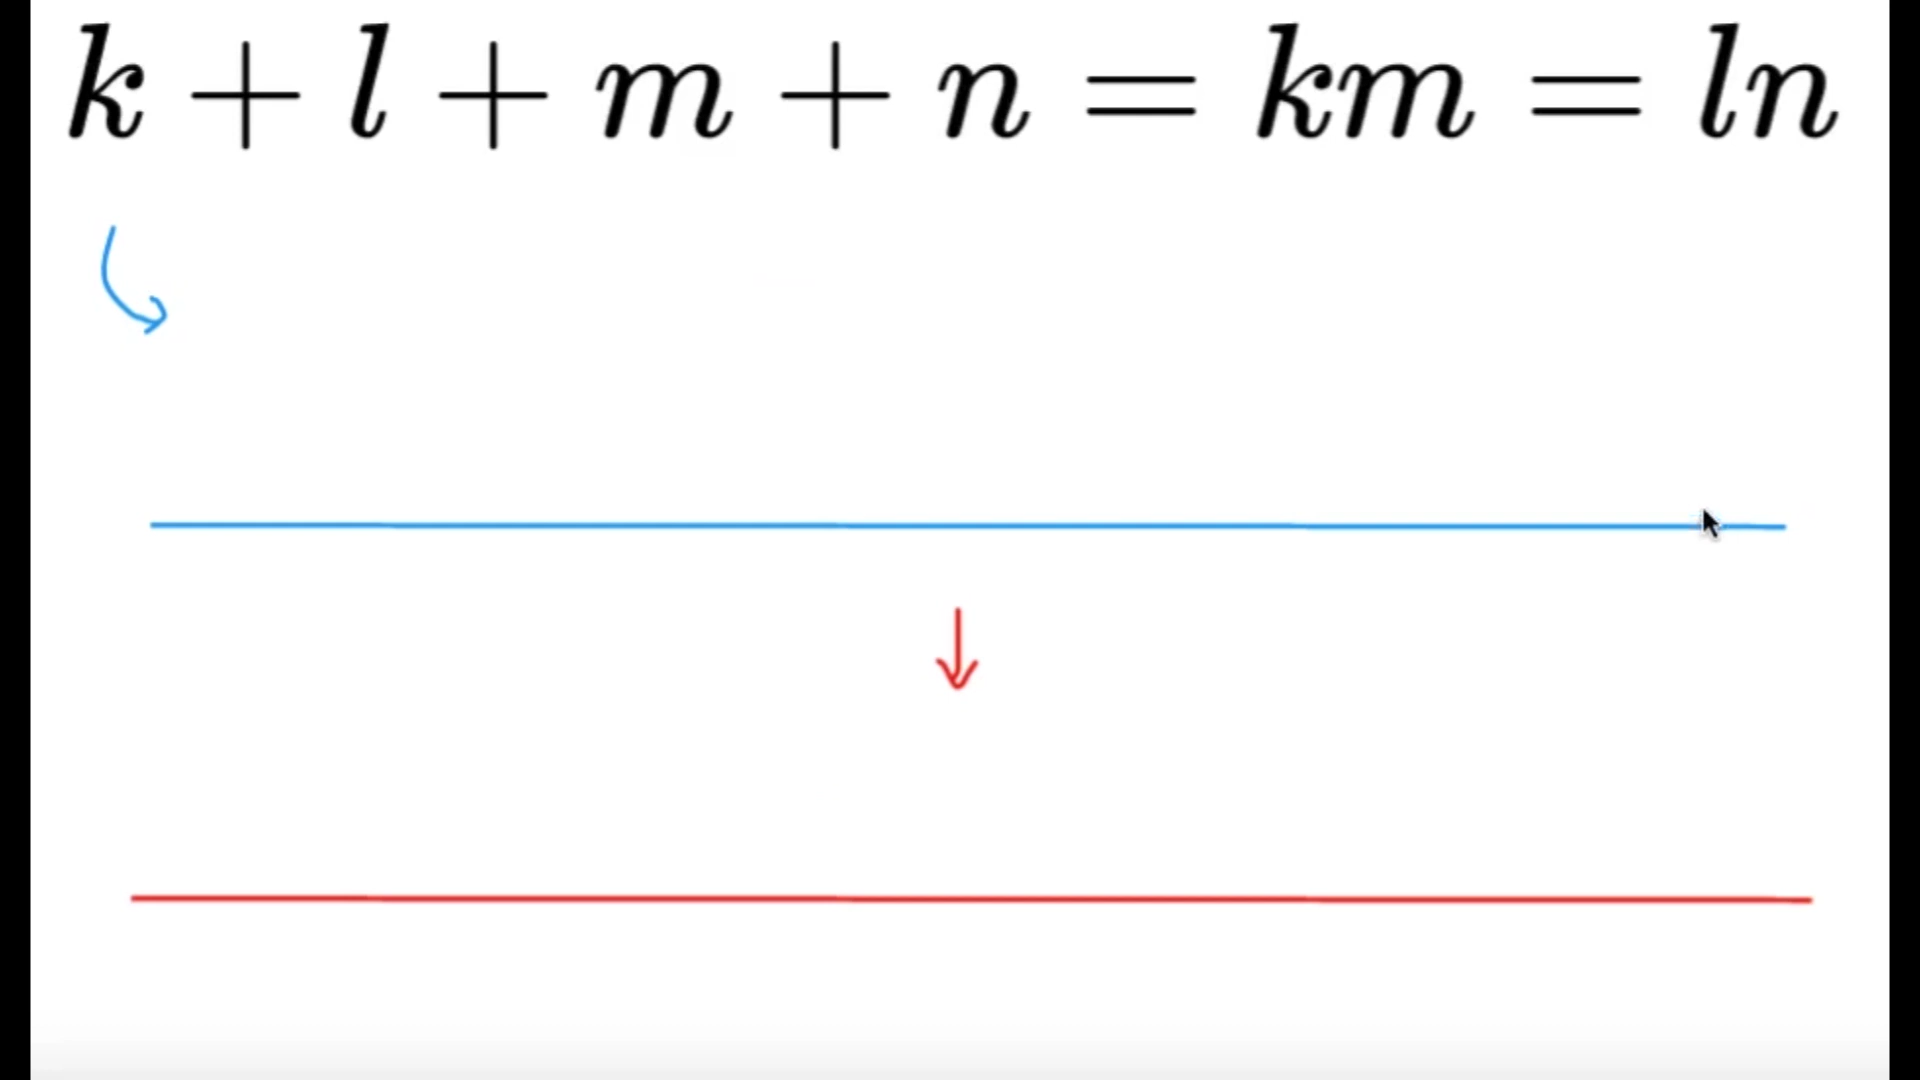 k + l + m + n = km = ln